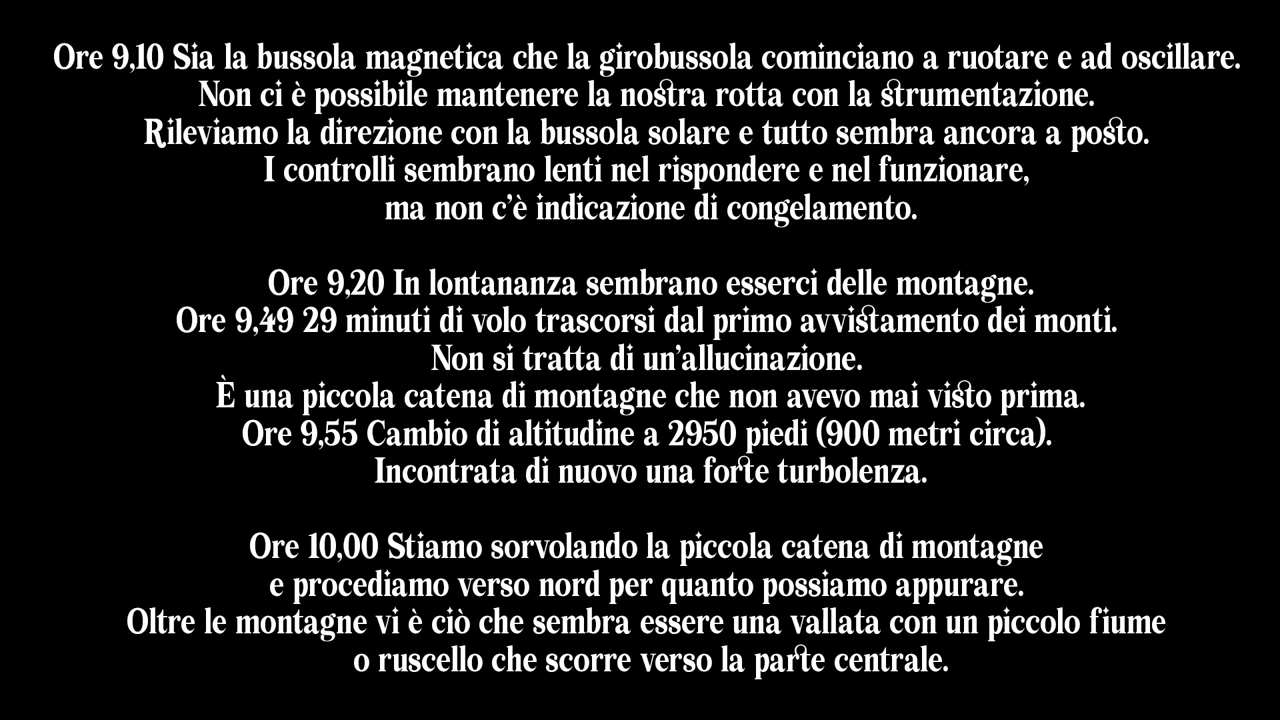 Ore 9,10 Sia la bussola magnetica che la girobussola cominciano a ruotare e ad oscillare.
Non ci è possibile mantenere la nostra rotta con la strumentazione.
Rileviamo la direzione con la bussola solare e tutto sembra ancora a posto.
I controlli sembrano lenti nel rispondere e nel funzionare,
ma non c’è indicazione di congelamento.
Ore 9,20 In lontananza sembrano esserci delle montagne.
Ore 9,49 29 minuti di volo trascorsi dal primo avvistamento dei monti.
Non si tratta di un’allucinazione.
È una piccola catena di montagne che non avevo mai visto prima.
Ore 9,55 Cambio di altitudine a 2950 piedi (900 metri circa).
Incontrata di nuovo una forte turbolenza.
Ore 10,00 Stiamo sorvolando la piccola catena di montagne
e procediamo verso nord per quanto possiamo appurare.
Oltre le montagne vi è ciò che sembra essere una vallata con un piccolo fiume
o ruscello che scorre verso la parte centrale.